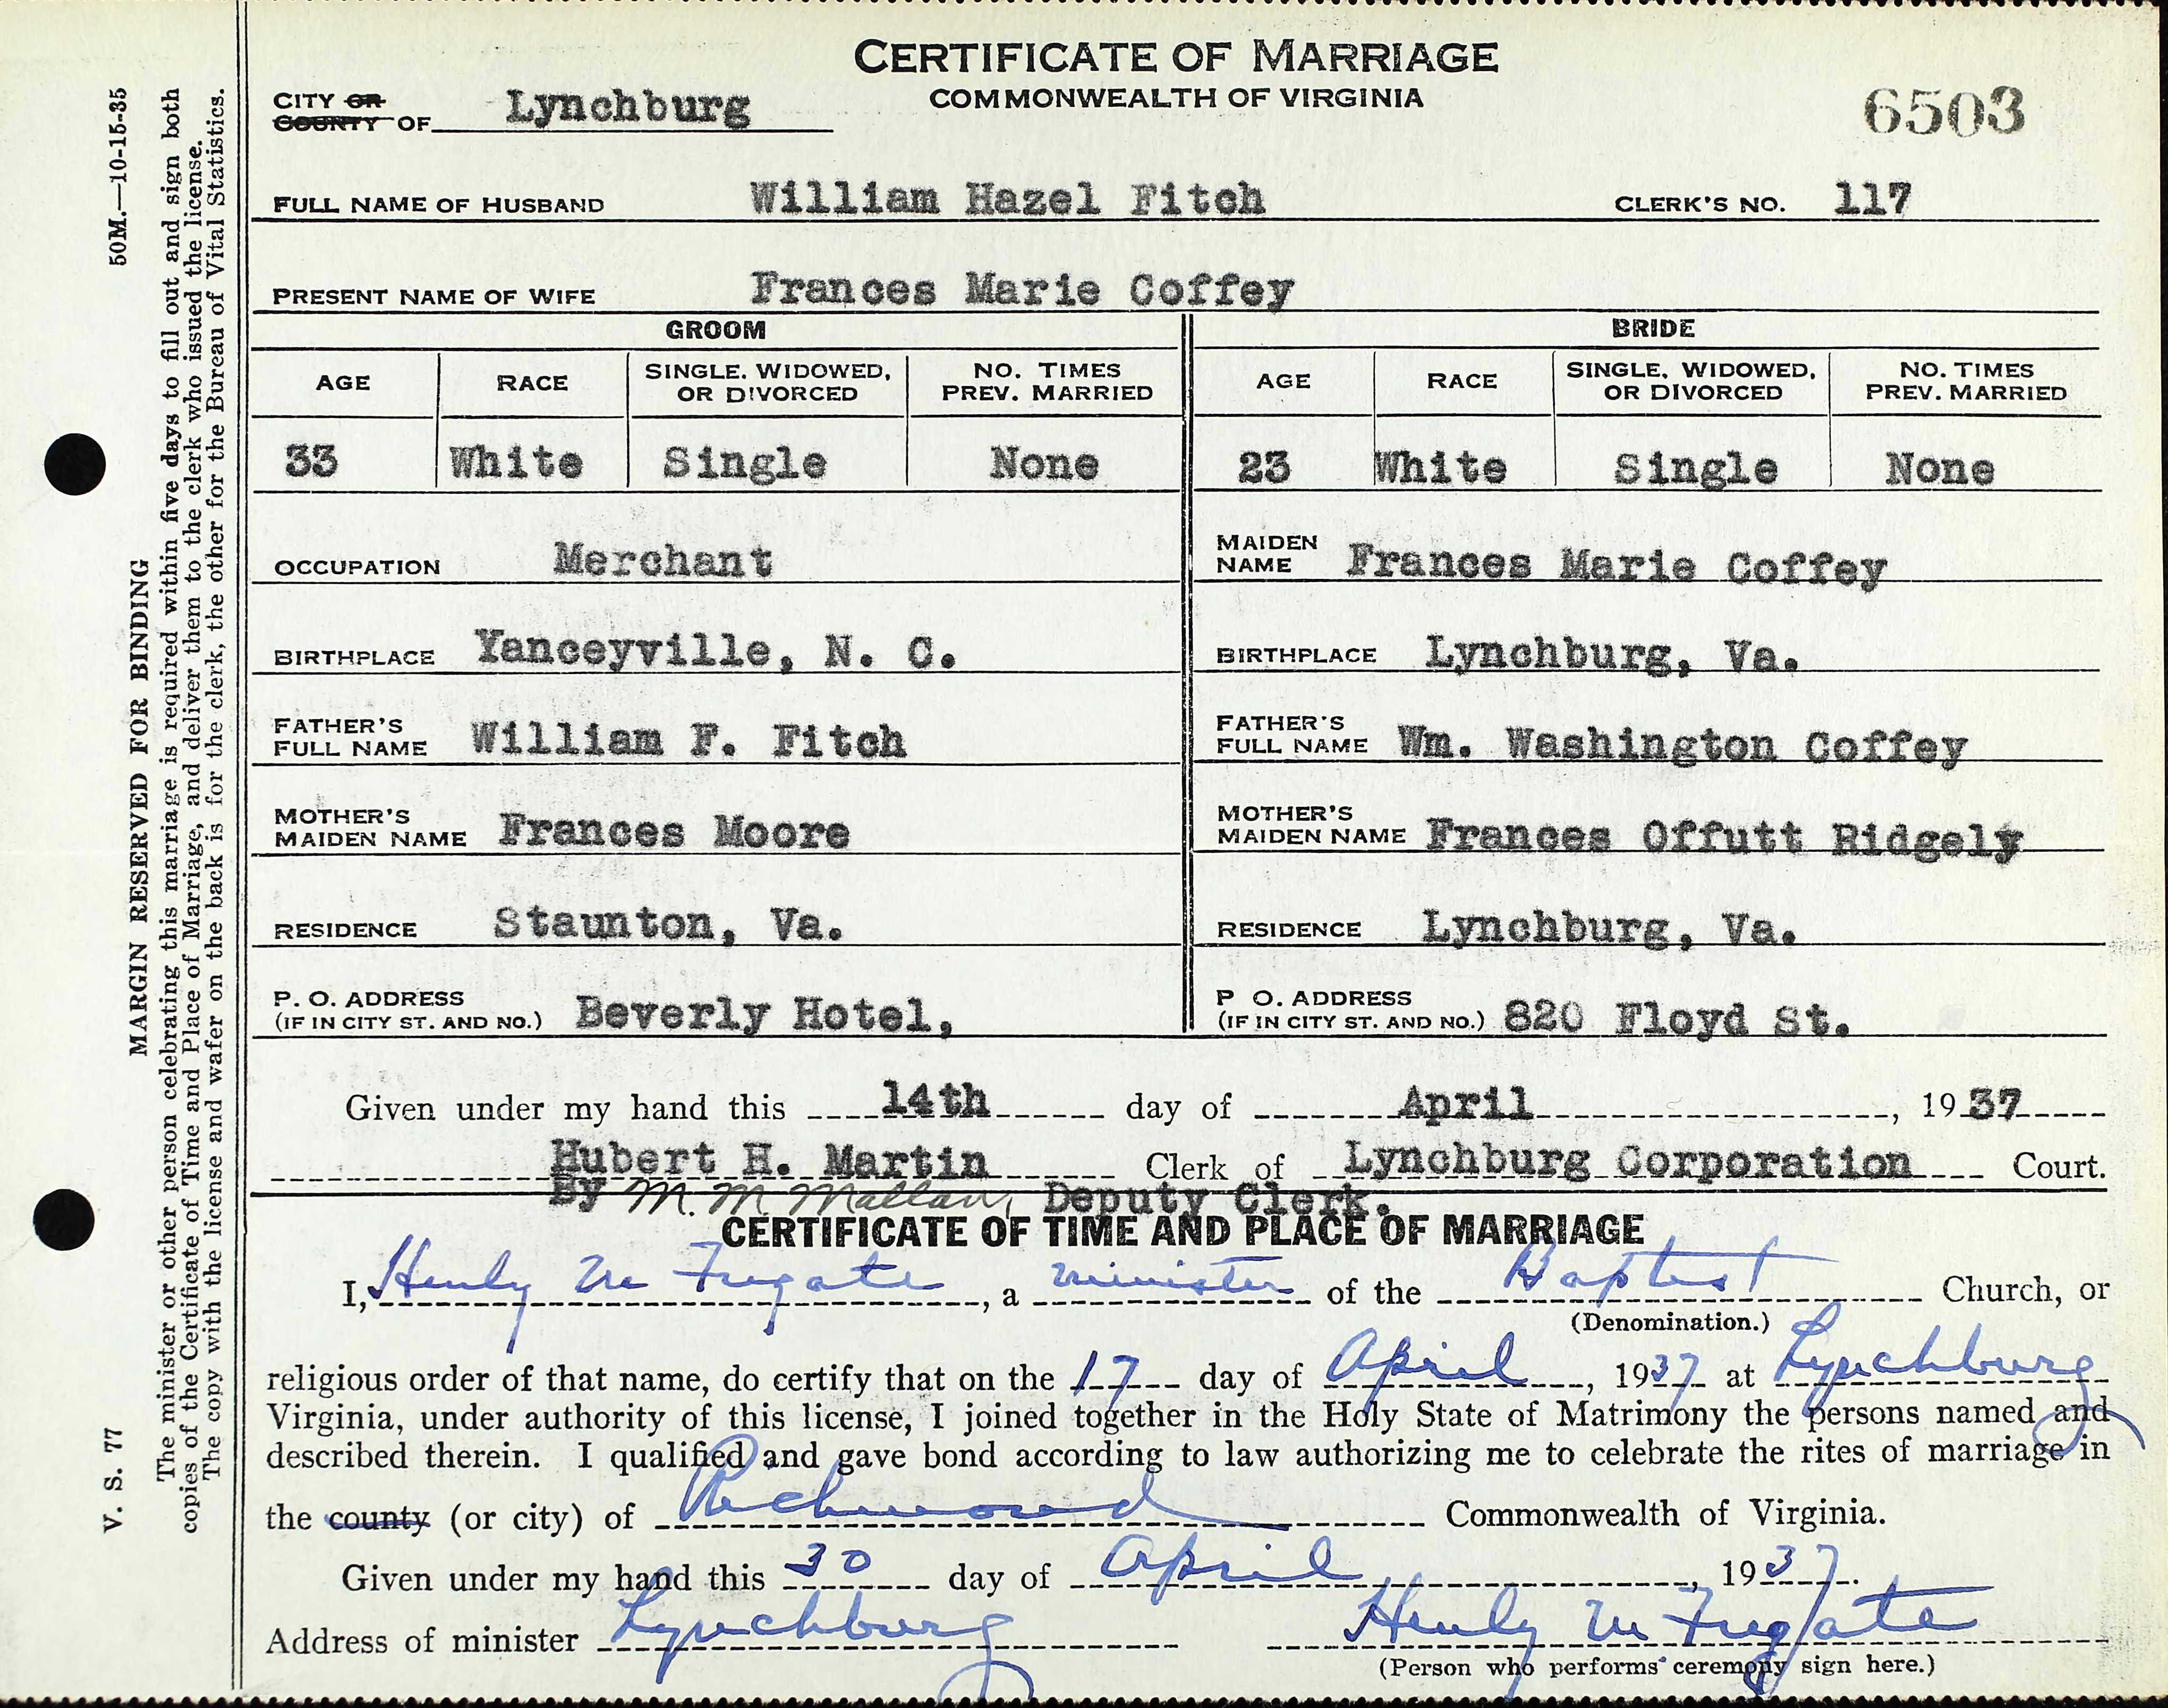 CERTIFICATE OF MARRIAGE
COMMONWEALTH OF VIRGINIA
CITY OR COUNTY OF Lynchburg
6503
FULL NAME OF HUSBAND William Hazel Fitch CLERK'S NO. 117
PRESENT NAME OF WIFE Frances Marie Coffey
GROOM BRIDE
AGE RACE SINGLE, WIDOWED, OR DIVORCED NO. TIMES PREV. MARRIED AGE RACE SINGLE, WIDOWED, OR DIVORCED NO. TIMES PREV. MARRIED
33 White Single None 23 White Single None
OCCUPATION Merchant MAIDEN NAME Frances Marie Coffey
BIRTHPLACE Yanceyville, N. C. BIRTHPLACE Lynchburg, Va.
FATHER'S FULL NAME William F. Fitch FATHER'S FULL NAME Wm. Washington Coffey
MOTHER'S MAIDEN NAME Frances Moore MOTHER'S MAIDEN NAME Frances Offutt Ridgely
RESIDENCE Staunton, Va. RESIDENCE Lynchburg, Va.
P. O. ADDRESS (IF IN CITY ST. AND NO.) Beverly Hotel, P O. ADDRESS (IF IN CITY ST. AND NO.) 820 Floyd St.
Given under my hand this 14th day of April, 1937
Hubert H. Martin Clerk of Lynchburg Corporation Court.
By M. M. Mallan, Deputy Clerk.
CERTIFICATE OF TIME AND PLACE OF MARRIAGE
I, Henly M Fugate, a minister of the Baptist Church, or
(Denomination.)
religious order of that name, do certify that on the 17 day of April, 1937 at Lynchburg
Virginia, under authority of this license, I joined together in the Holy State of Matrimony the persons named and
described therein. I qualified and gave bond according to law authorizing me to celebrate the rites of marriage in
the county (or city) of Richmond Commonwealth of Virginia.
Given under my hand this 30 day of April, 1937.
Address of minister Lynchburg Henly M Fugate
(Person who performs ceremony sign here.)
V. S. 77 MARGIN RESERVED FOR BINDING 50M.—10-15-35
The minister or other person celebrating this marriage is required within five days to fill out and sign both
copies of the Certificate of Time and Place of Marriage, and deliver them to the clerk who issued the license.
The copy with the license and wafer on the back is for the clerk, the other for the Bureau of Vital Statistics.